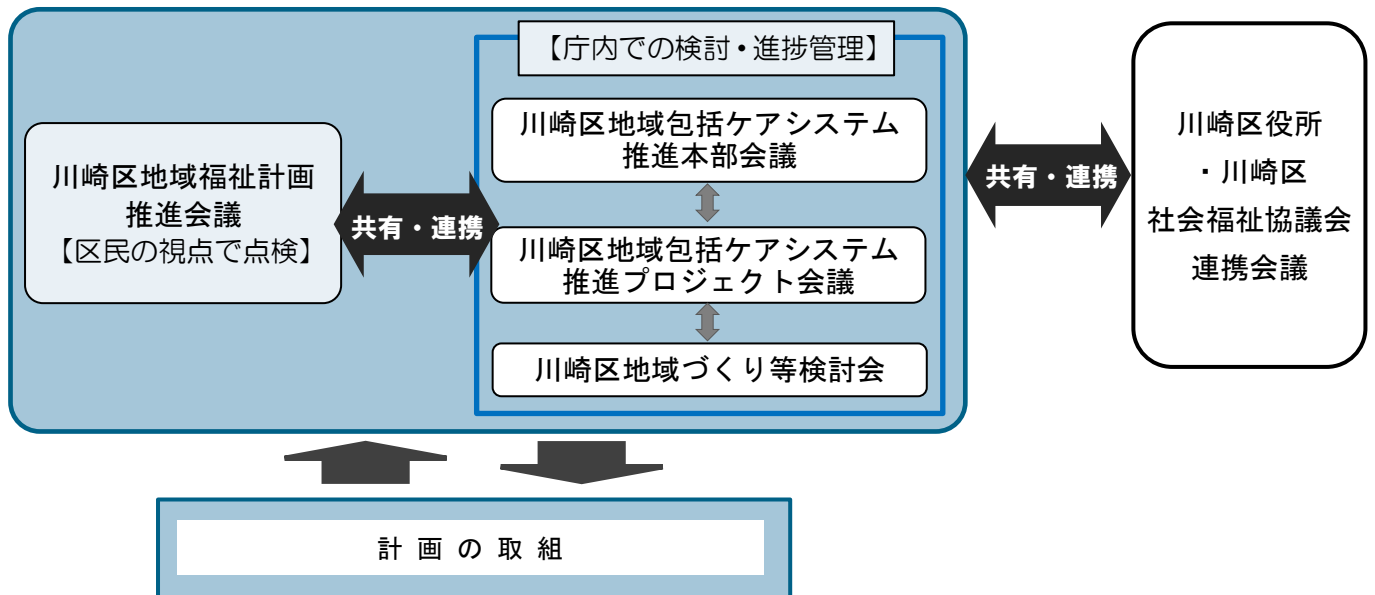 【庁内での検討・進捗管理】
川崎区地域福祉計画
推進会議
【区民の視点で点検】
共有・連携
川崎区地域包括ケアシステム
推進本部会議
川崎区地域包括ケアシステム
推進プロジェクト会議
川崎区地域づくり等検討会
共有・連携
川崎区役所
・川崎区
社会福祉協議会
連携会議
計画の取組